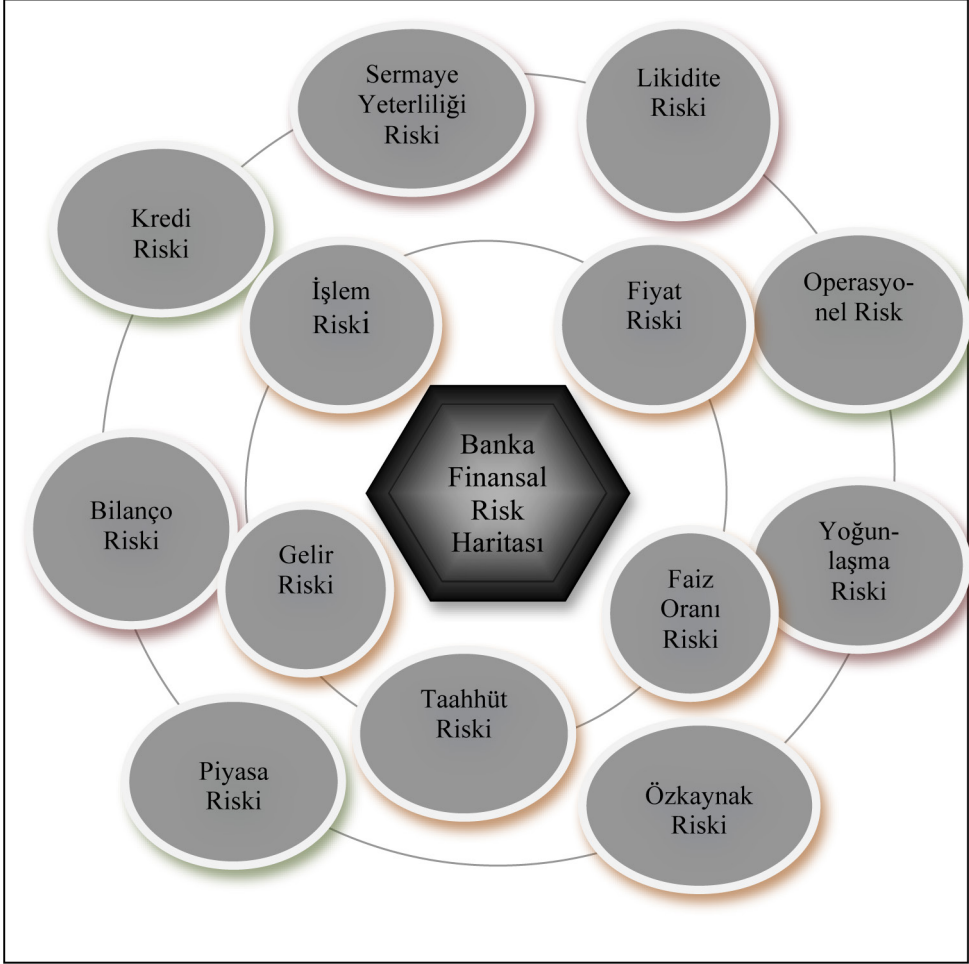 Sermaye
Yeterliliği
Riski
Likidite
Riski
Kredi
Riski
İşlem
Riski
Fiyat
Riski
Operasyo-
nel Risk
Banka
Finansal
Risk
Haritası
Bilanço
Riski
Gelir
Riski
Faiz
Oranı
Riski
Yoğun-
laşma
Riski
Taahhüt
Riski
Piyasa
Riski
Özkaynak
Riski